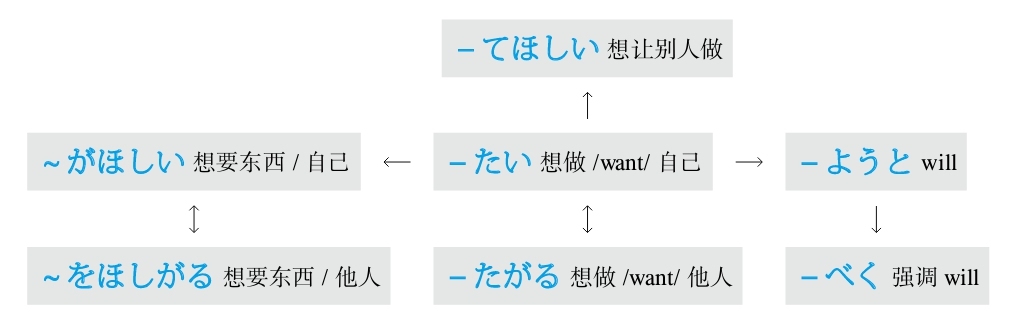 –てほしい 想让别人做
~がほしい 想要东西 / 自己
–たい 想做 /want/ 自己
–ようと will
~をほしがる 想要东西 / 他人
–たがる 想做 /want/ 他人
–べく 强调 will